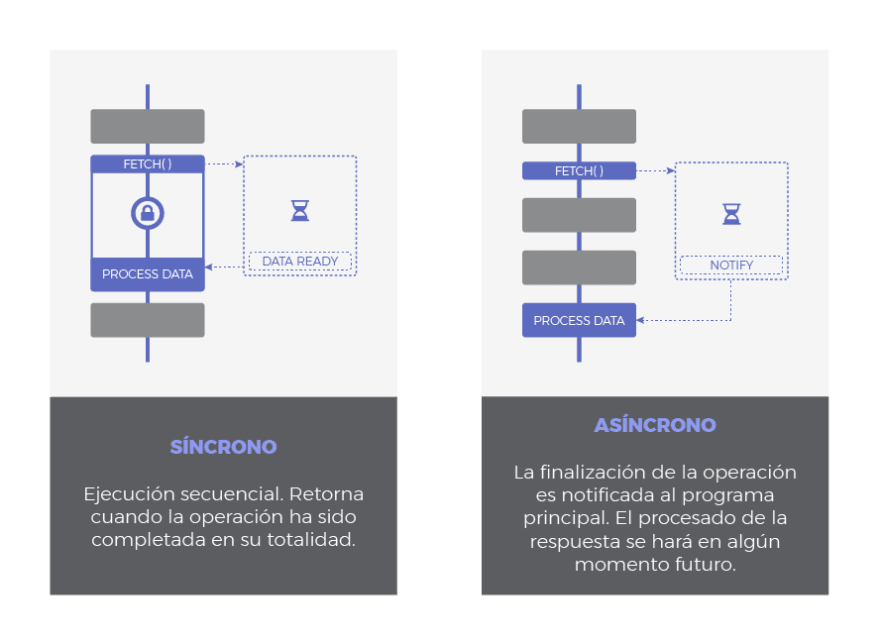 FETCH( )
DATA READY
PROCESS DATA
SÍNCRONO
Ejecución secuencial. Retorna
cuando la operación ha sido
completada en su totalidad.
FETCH( )
NOTIFY
PROCESS DATA
ASÍNCRONO
La finalización de la operación
es notificada al programa
principal. El procesado de la
respuesta se hará en algún
momento futuro.